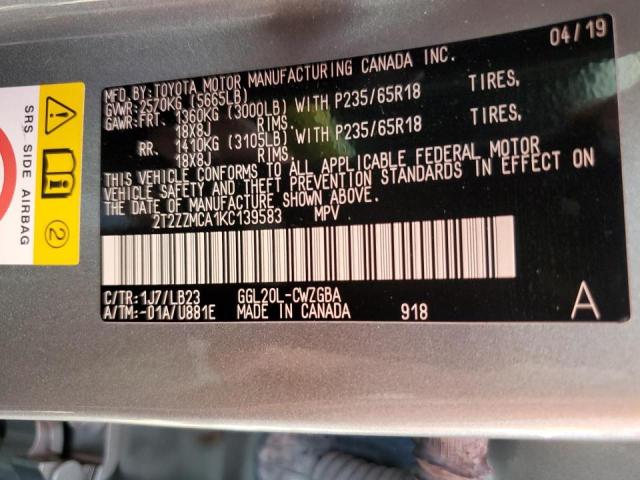 04/19
MFD.BY:TOYOTA MOTOR MANUFACTURING CANADA INC.
GVWR: 2570KG (5665LB)
GAWR:FRT. 1360KG (3000LB) WITH P235/65R18 TIRES,
18X8J RIMS.
RR. 1410KG (3105LB) WITH P235/65R18 TIRES,
18X8J RIMS.
THIS VEHICLE CONFORMS TO ALL APPLICABLE FEDERAL MOTOR
VEHICLE SAFETY AND THEFT PREVENTION STANDARDS IN EFFECT ON
THE DATE OF MANUFACTURE SHOWN ABOVE.
2T2ZZMCA1KC139583 MPV
C/TR: 1J7/LB23 GGL20L-CWZGBA
A/TM:-01A/U881E MADE IN CANADA 918 A
SRS SIDE AIRBAG
2